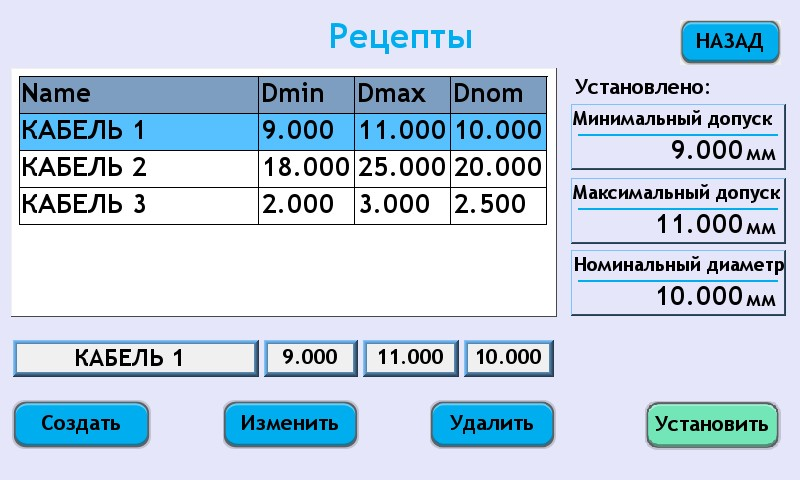 Рецепты
НАЗАД
Name Dmin Dmax Dnom
КАБЕЛЬ 1 9.000 11.000 10.000
КАБЕЛЬ 2 18.000 25.000 20.000
КАБЕЛЬ 3 2.000 3.000 2.500
Установлено:
Минимальный допуск
9.000 мм
Максимальный допуск
11.000 мм
Номинальный диаметр
10.000 мм
КАБЕЛЬ 1 9.000 11.000 10.000
Создать Изменить Удалить Установить